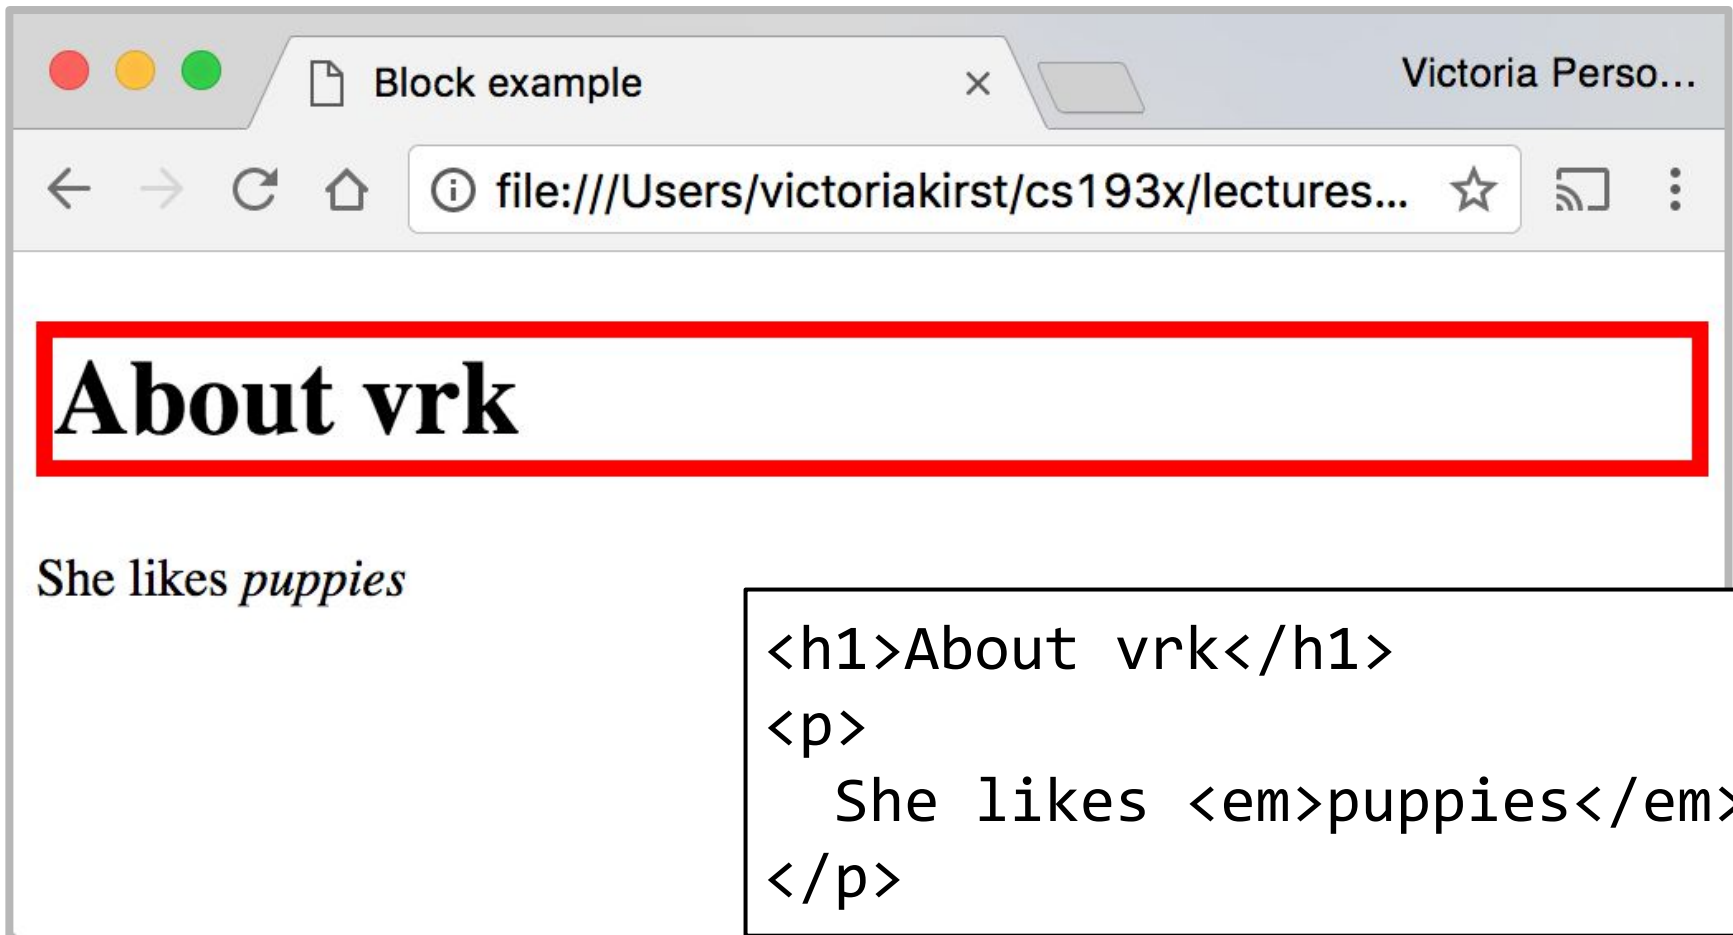 Block example
Victoria Perso...
file:///Users/victoriakirst/cs193x/lectures...
About vrk
She likes puppies
<h1>About vrk</h1>
<p>
  She likes <em>puppies</em>
</p>